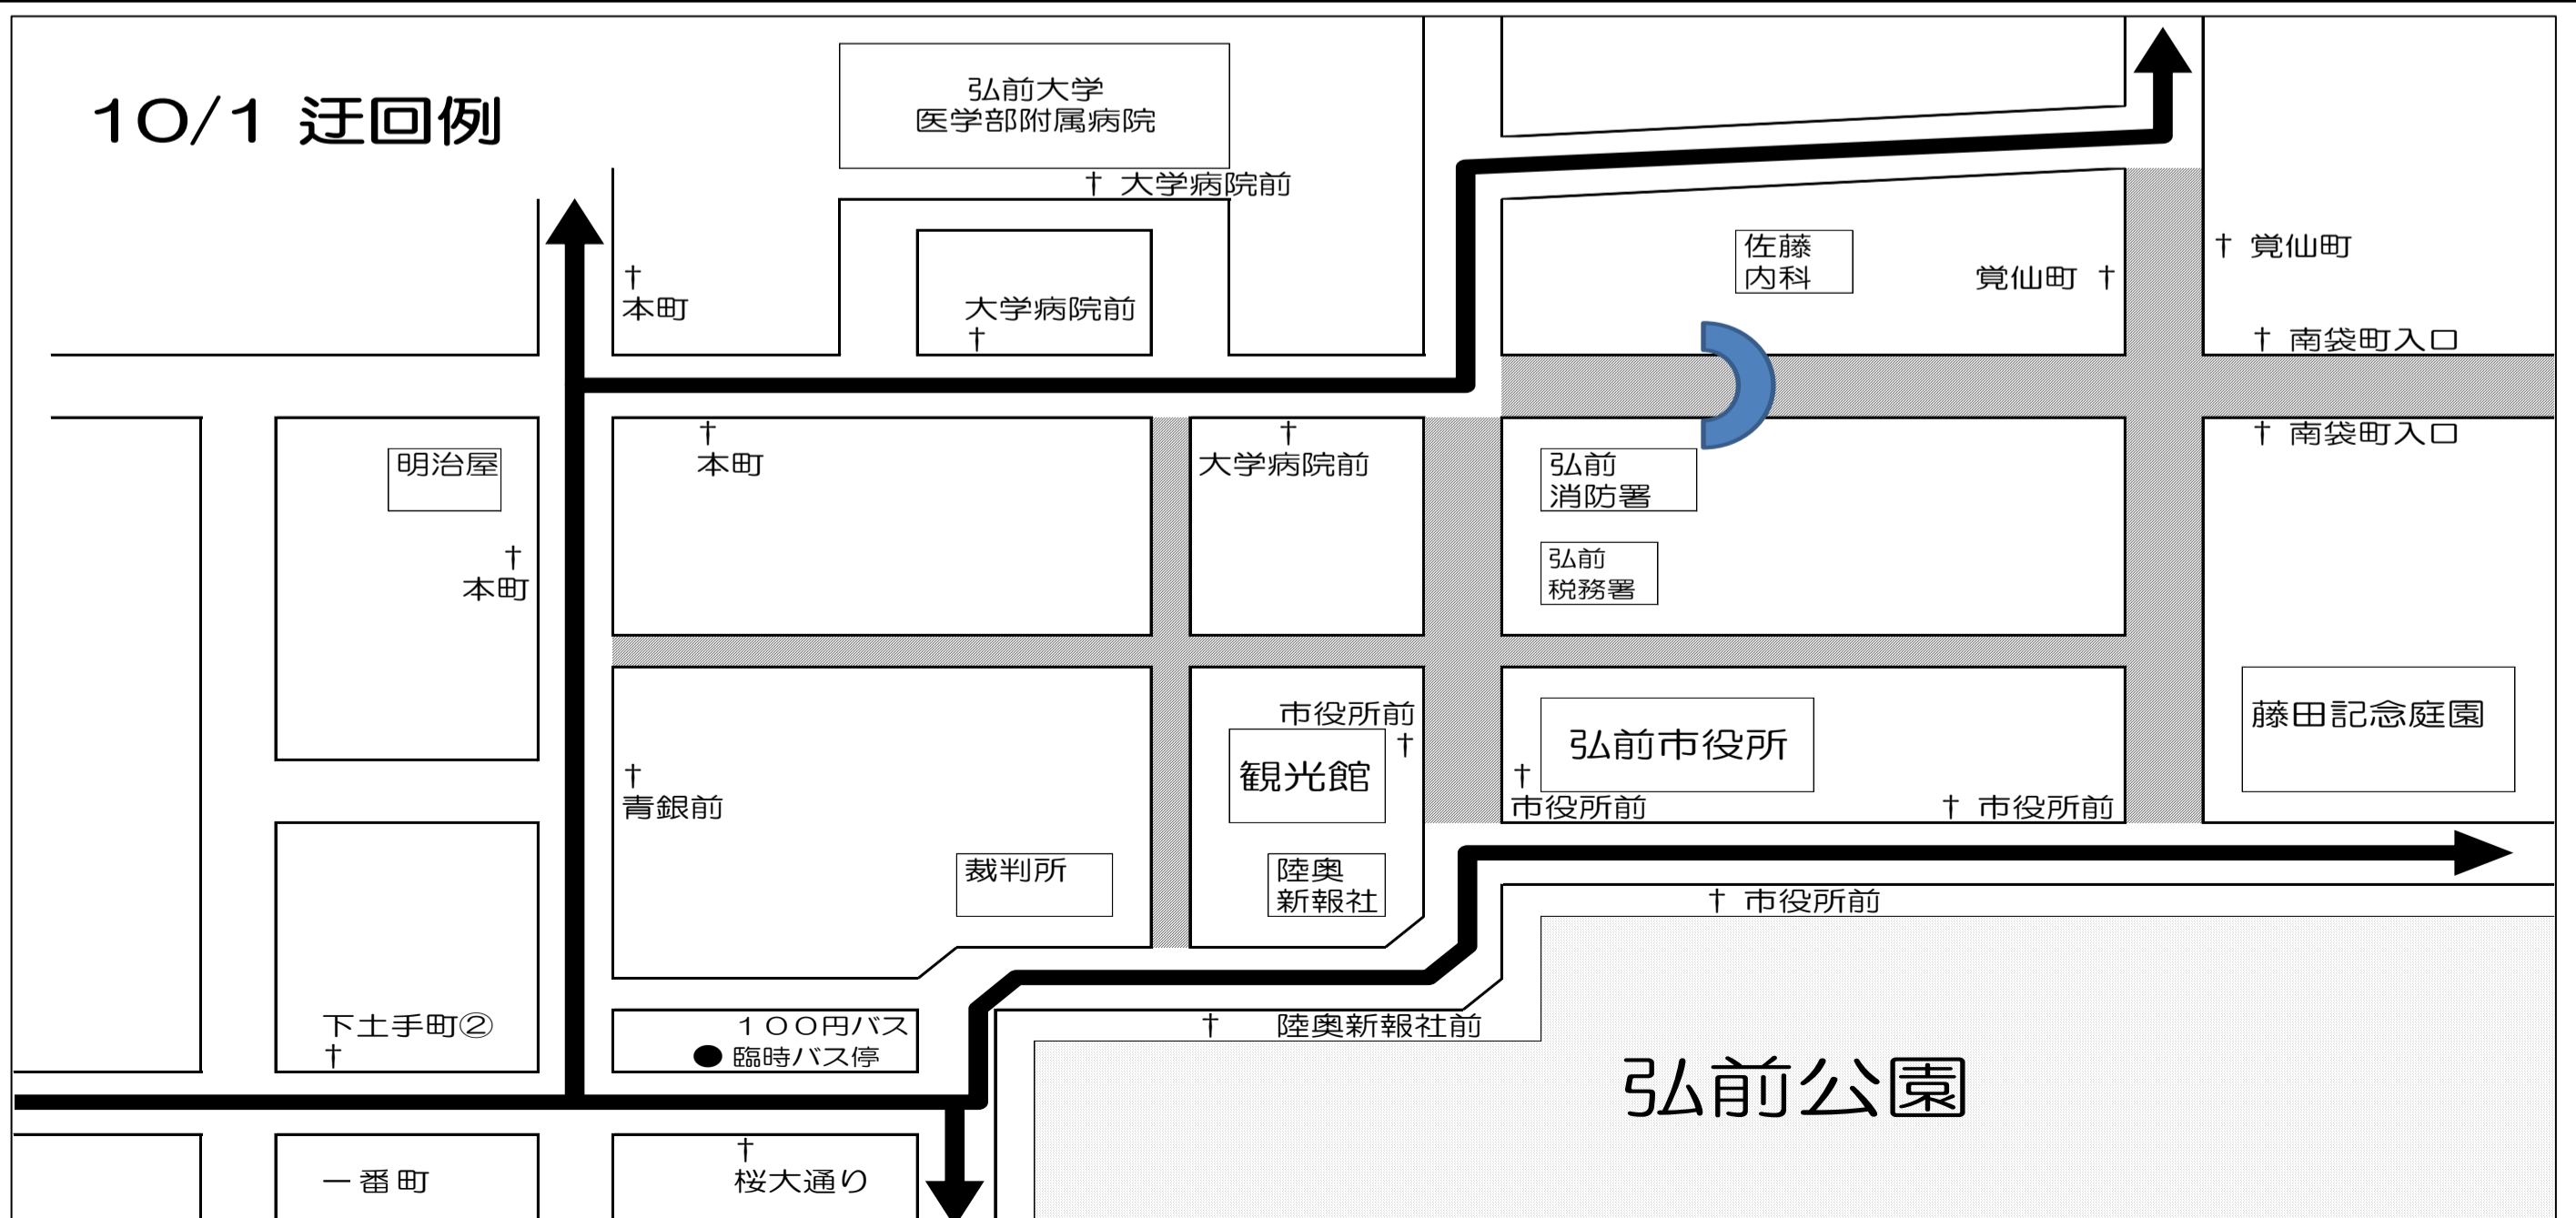 10/1 迂回例
弘前大学
医学部附属病院
† 大学病院前
†
本町
大学病院前
†
佐藤
内科
覚仙町 †
† 覚仙町
† 南袋町入口
明治屋
†
本町
†
本町
†
大学病院前
弘前
消防署
† 南袋町入口
弘前
税務署
†
青銀前
市役所前
†
観光館
弘前市役所
†
市役所前
† 市役所前
藤田記念庭園
裁判所
陸奥
新報社
† 市役所前
下土手町②
†
100円バス
● 臨時バス停
† 陸奥新報社前
弘前公園
一番町
†
桜大通り